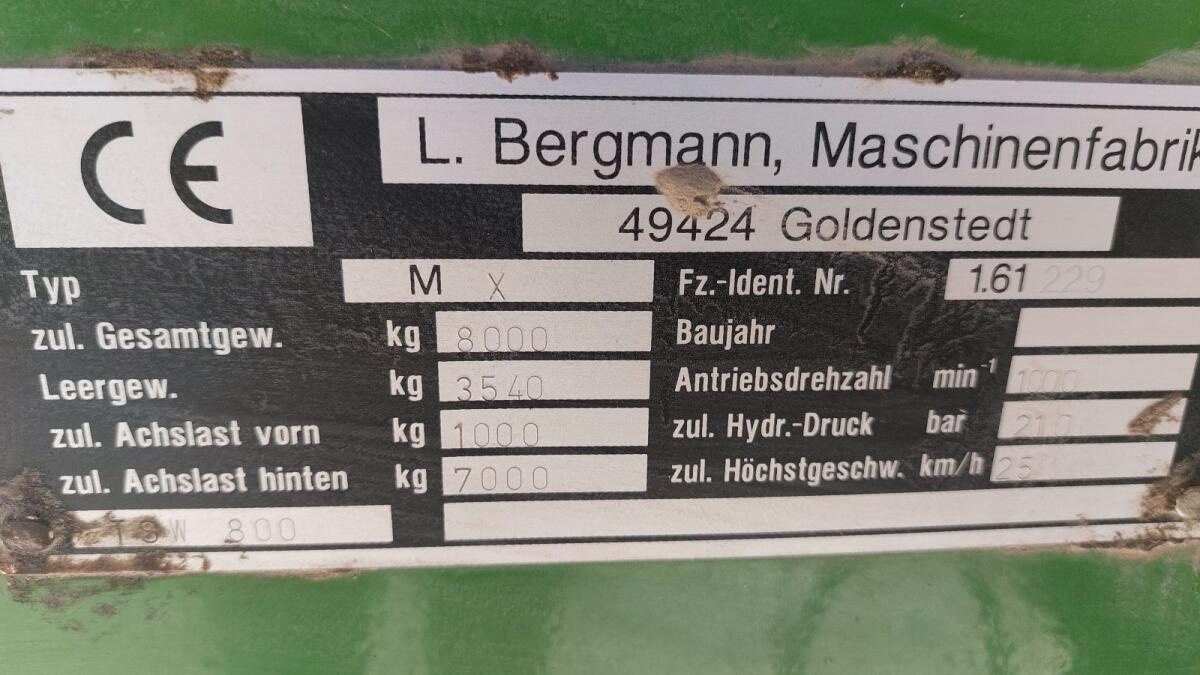 CE
L. Bergmann, Maschinenfabrik
49424 Goldenstedt
Typ M X
zul. Gesamtgew. kg 8000
Leergew. kg 3540
zul. Achslast vorn kg 1000
zul. Achslast hinten kg 7000
TSW 800
Fz.-Ident. Nr. 1.61 229
Baujahr
Antriebsdrehzahl min⁻¹ 1000
zul. Hydr.-Druck bar 210
zul. Höchstgeschw. km/h 25